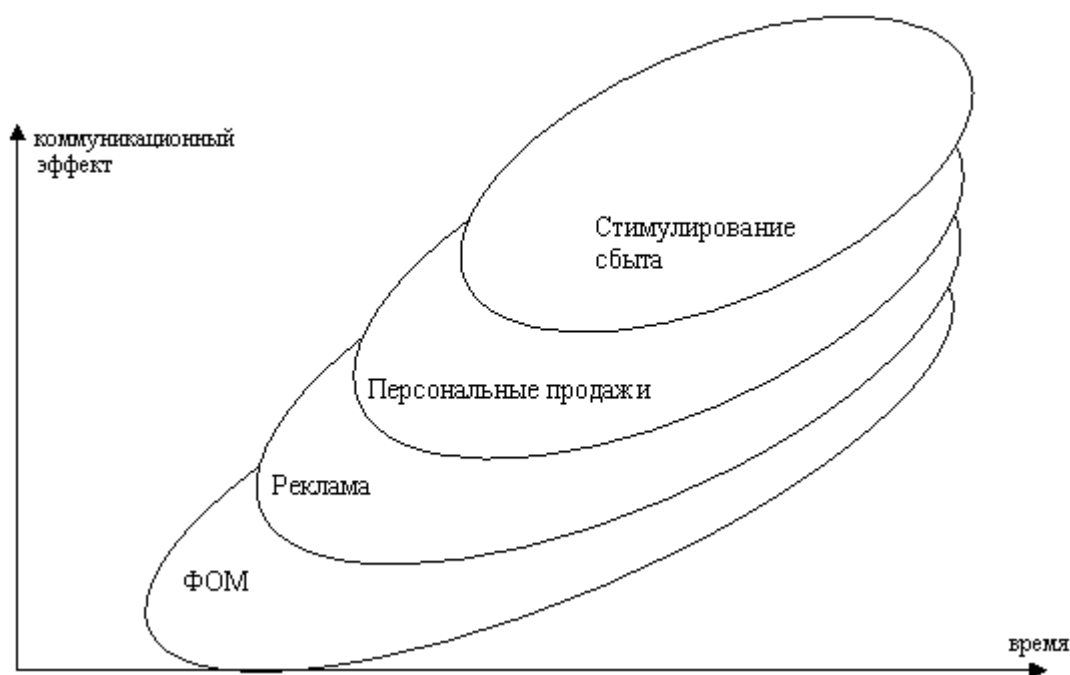 коммуникационный
эффект
Стимулирование
сбыта
Персональные продажи
Реклама
ФОМ
время